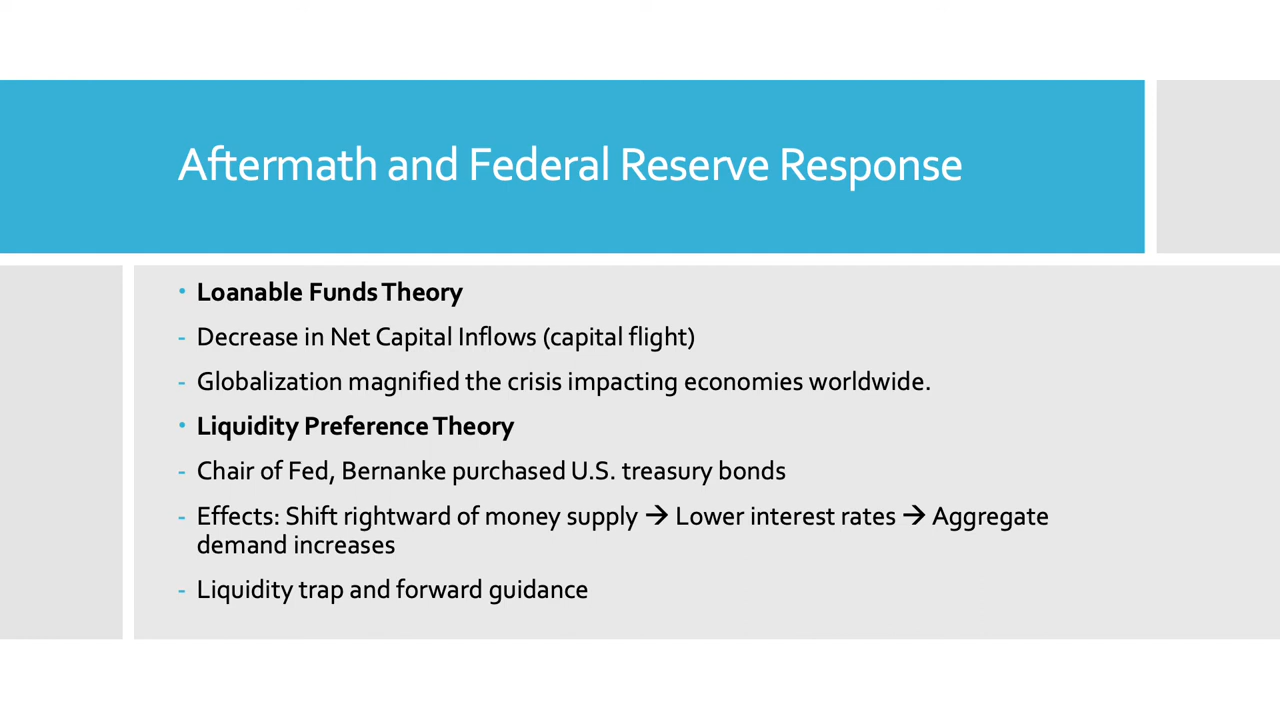 Aftermath and Federal Reserve Response
• Loanable Funds Theory
- Decrease in Net Capital Inflows (capital flight)
- Globalization magnified the crisis impacting economies worldwide.
• Liquidity Preference Theory
- Chair of Fed, Bernanke purchased U.S. treasury bonds
- Effects: Shift rightward of money supply → Lower interest rates → Aggregate
demand increases
- Liquidity trap and forward guidance